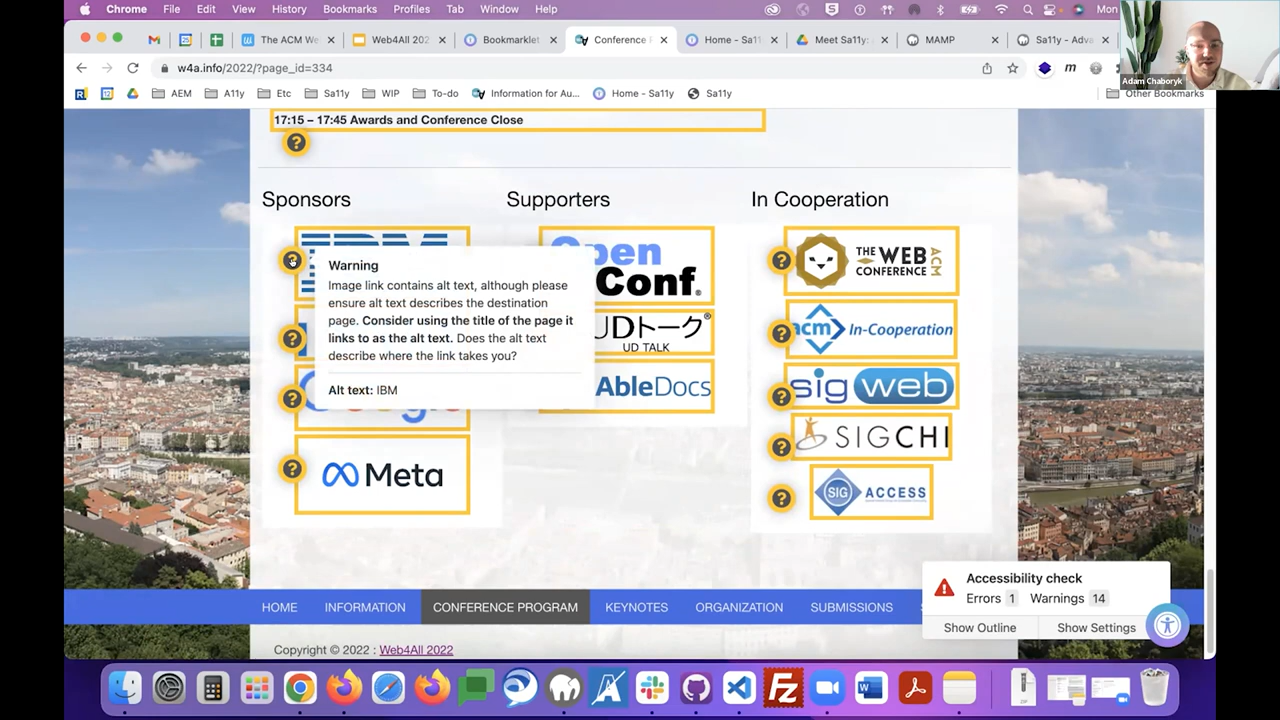 Chrome File Edit View History Bookmarks Profiles Tab Window Help Mon
The ACM We Web4All 202 Bookmarklet Conference P Home - Sa11y Meet Sa11y: MAMP Sa11y - Adva
Adam Chaboryk
w4a.info/2022/?page_id=334
AEM A11y Etc Sa11y WIP To-do Information for Au... Home - Sa11y Sa11y Other Bookmarks
17:15 – 17:45 Awards and Conference Close
Sponsors
Supporters
In Cooperation
IBM
Warning
Image link contains alt text, although please
ensure alt text describes the destination
page. Consider using the title of the page it
links to as the alt text. Does the alt text
describe where the link takes you?
Alt text: IBM
Meta
Open
Conf.
UDトーク®
UD TALK
AbleDocs
THE WEB
CONFERENCE
ACM
acm In-Cooperation
sig web
SIGCHI
SIG ACCESS
Accessibility check
Errors 1 Warnings 14
Show Outline Show Settings
HOME INFORMATION CONFERENCE PROGRAM KEYNOTES ORGANIZATION SUBMISSIONS
Copyright © 2022 : Web4All 2022